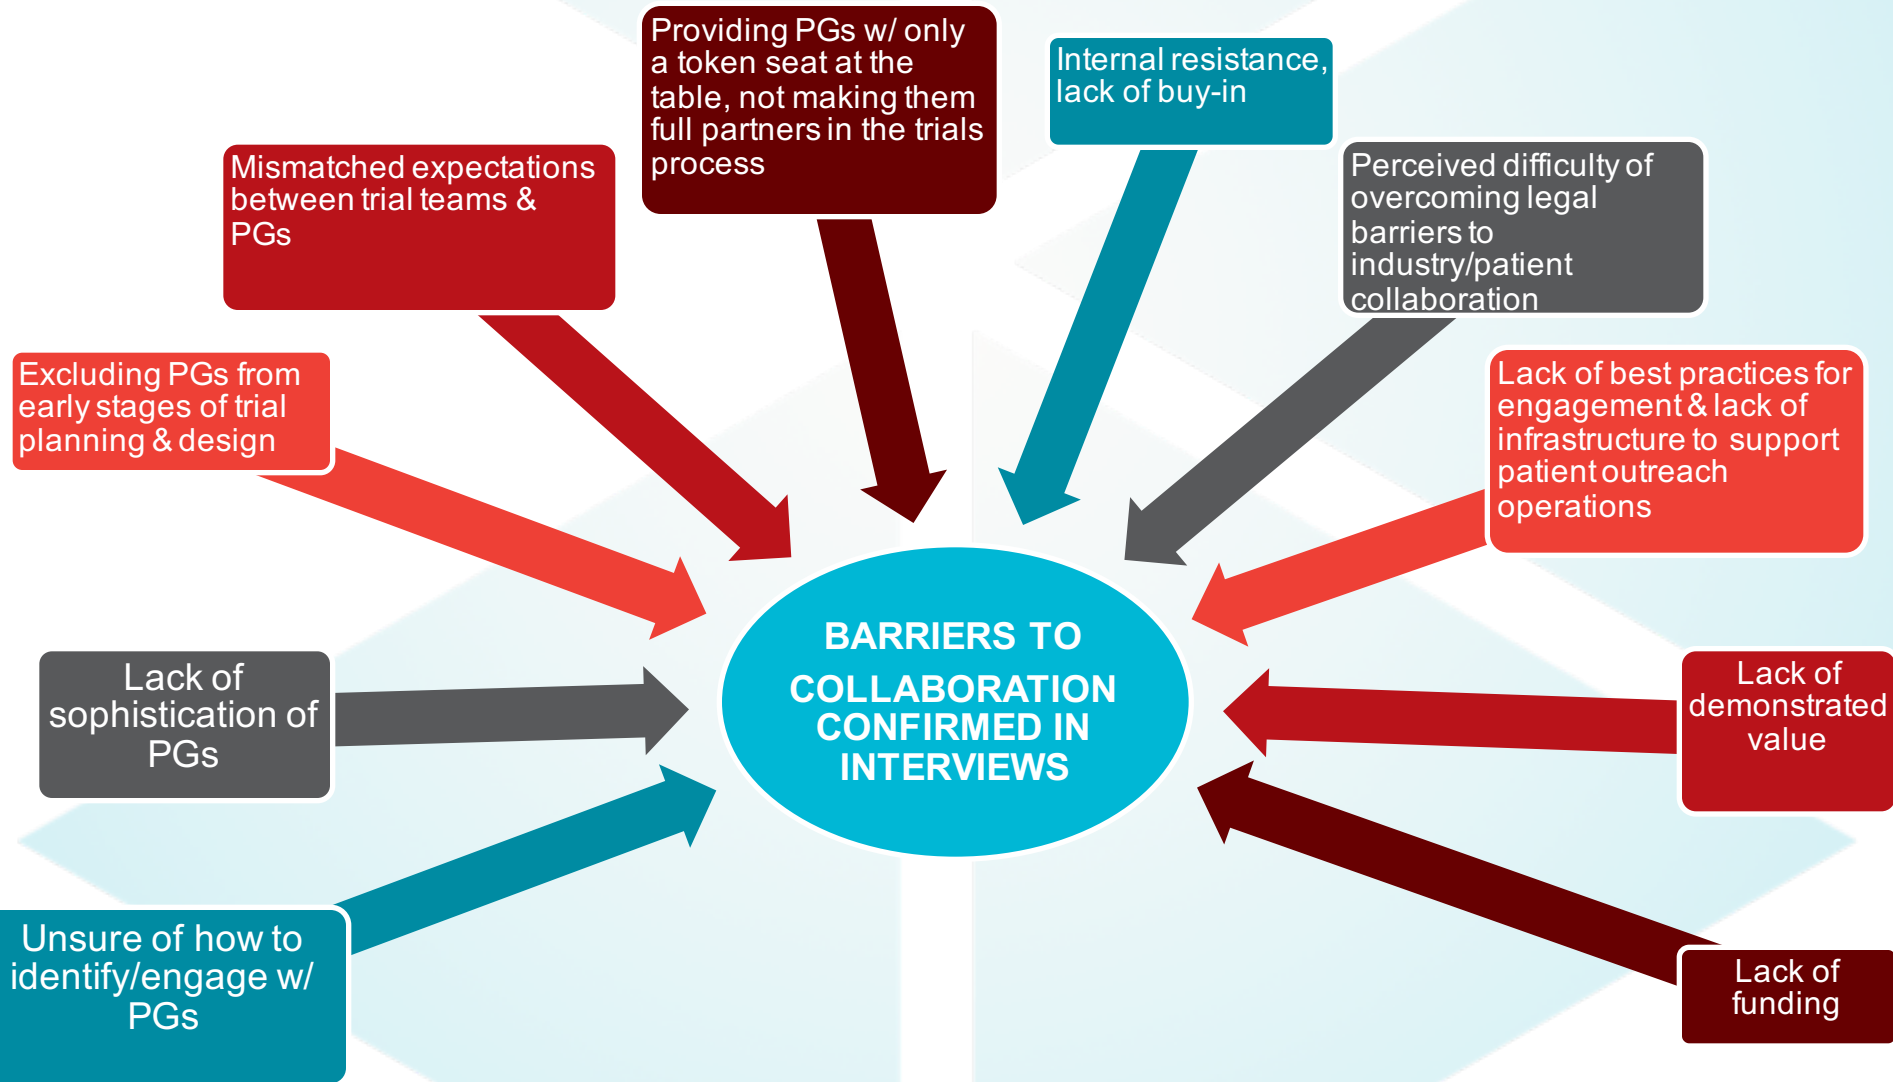 Providing PGs w/ only
a token seat at the
table, not making them
full partners in the trials
process
Internal resistance,
lack of buy-in
Mismatched expectations
between trial teams &
PGs
Perceived difficulty of
overcoming legal
barriers to
industry/patient
collaboration
Excluding PGs from
early stages of trial
planning & design
Lack of best practices for
engagement & lack of
infrastructure to support
patient outreach
operations
BARRIERS TO
COLLABORATION
CONFIRMED IN
INTERVIEWS
Lack of
sophistication of
PGs
Lack of
demonstrated
value
Unsure of how to
identify/engage w/
PGs
Lack of
funding